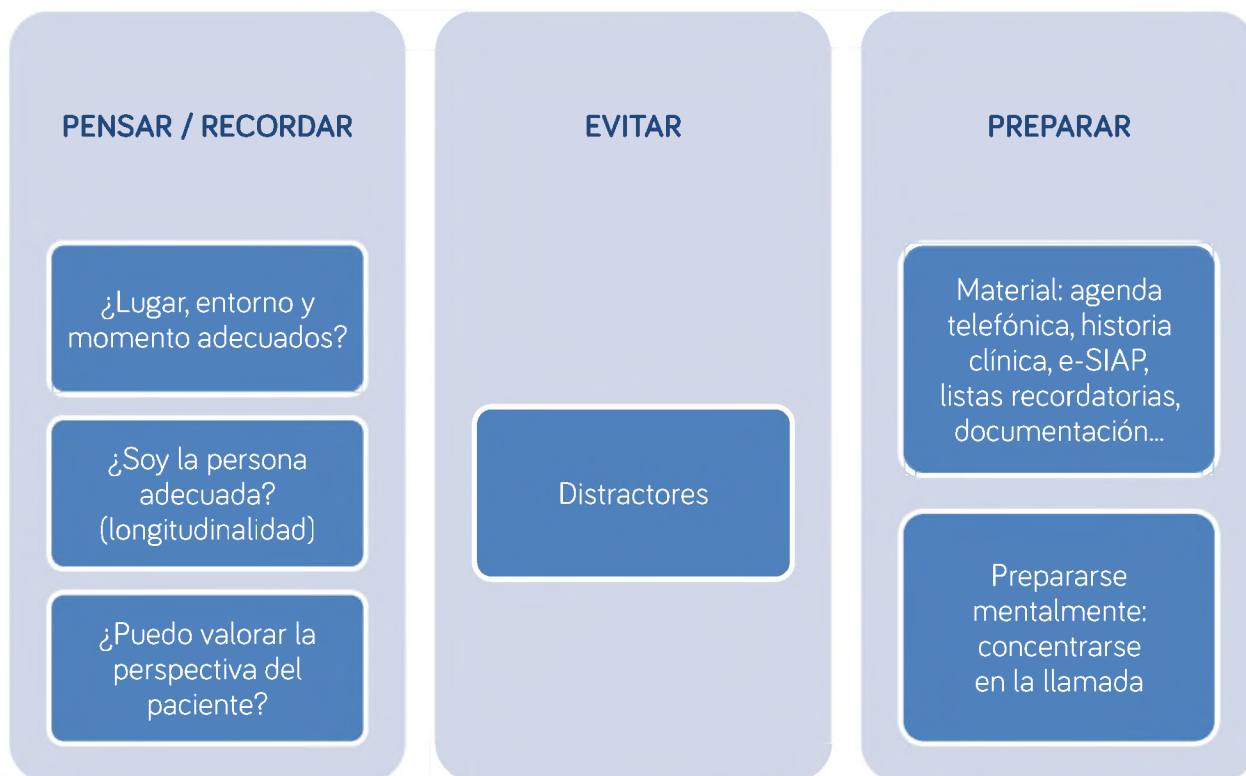 PENSAR / RECORDAR
¿Lugar, entorno y
momento adecuados?
¿Soy la persona
adecuada?
(longitudinalidad)
¿Puedo valorar la
perspectiva del
paciente?
EVITAR
Distractores
PREPARAR
Material: agenda
telefónica, historia
clínica, e-SIAP,
listas recordatorias,
documentación...
Prepararse
mentalmente:
concentrarse
en la llamada